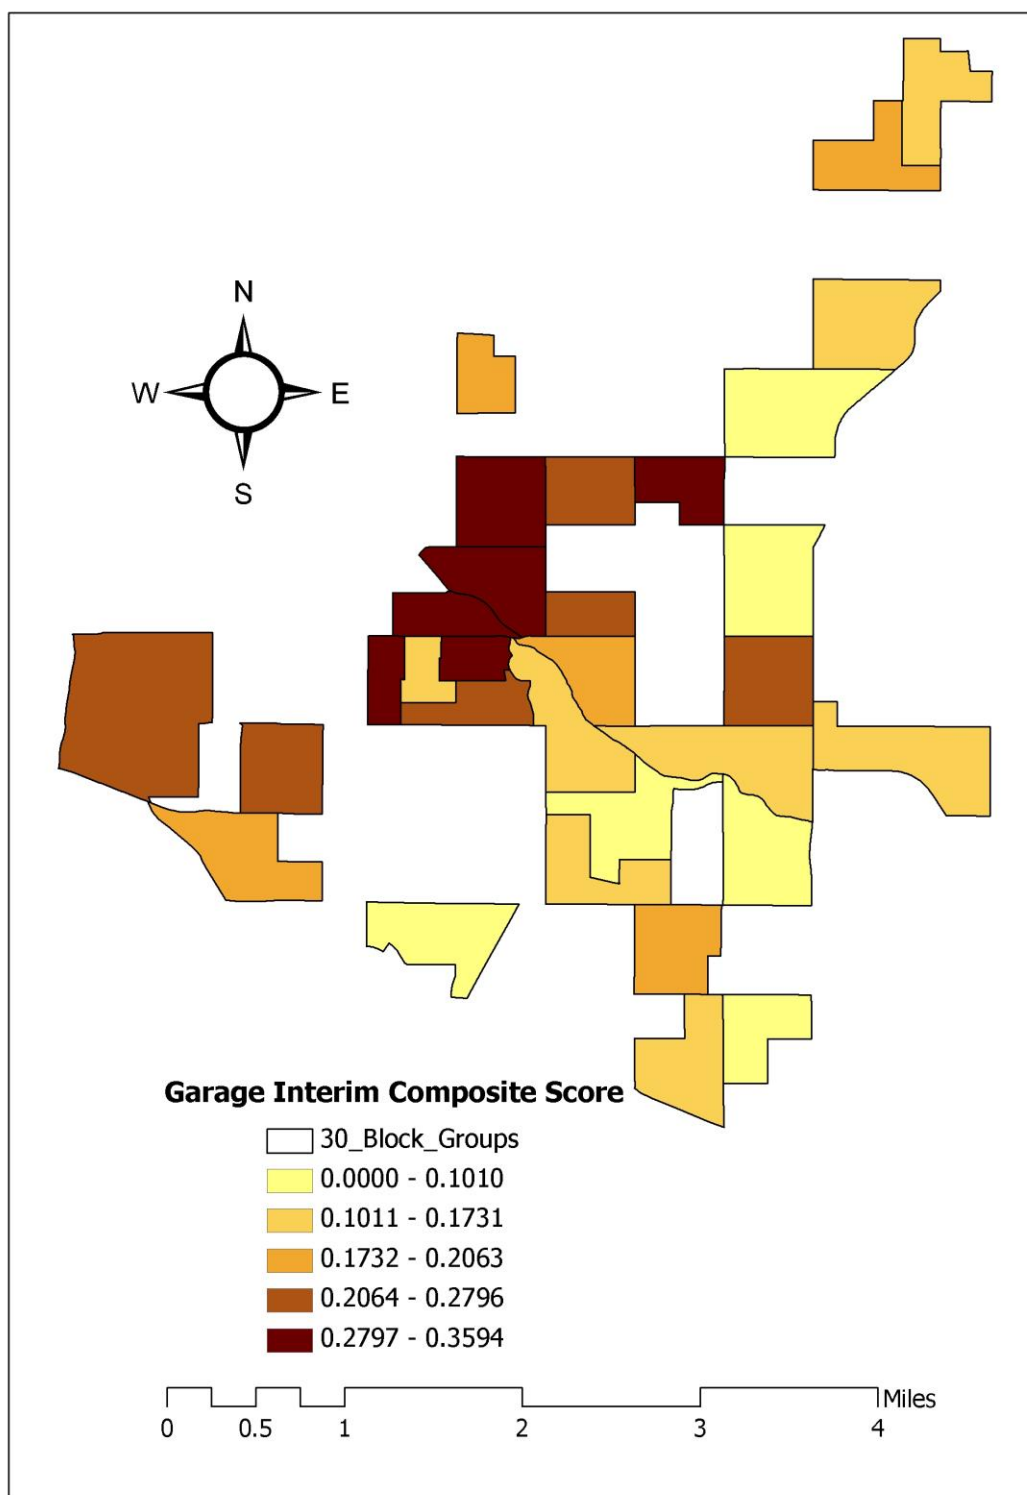 N
W E
S
Garage Interim Composite Score
30_Block_Groups
0.0000 - 0.1010
0.1011 - 0.1731
0.1732 - 0.2063
0.2064 - 0.2796
0.2797 - 0.3594
Miles
0 0.5 1 2 3 4